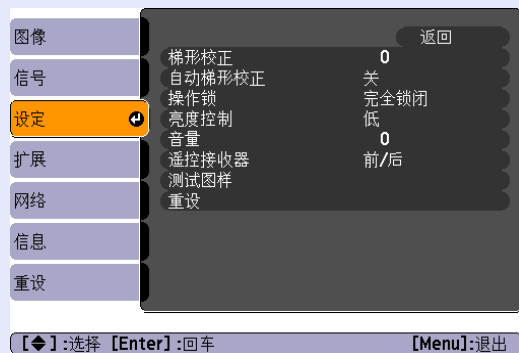 图像
信号
设定
扩展
网络
信息
重设
返回
梯形校正 0
自动梯形校正 关
操作锁 完全锁闭
亮度控制 低
音量 0
遥控接收器 前/后
测试图样
重设
[◆]:选择 [Enter]:回车 [Menu]:退出